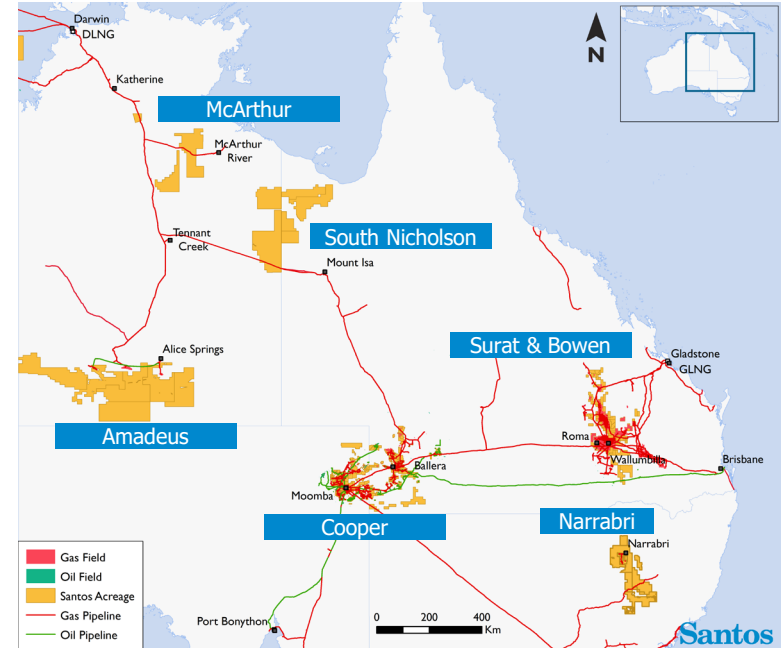 Darwin
DLNG
N
Katherine
McArthur
McArthur
River
Tennant
Creek
South Nicholson
Mount Isa
Surat & Bowen
Alice Springs
Gladstone
GLNG
Amadeus
Roma
Wallumbilla
Ballera
Brisbane
Moomba
Cooper
Narrabri
Narrabri
Gas Field
Oil Field
Santos Acreage
Gas Pipeline
Oil Pipeline
Port Bonython
0 200 400
Km
Santos